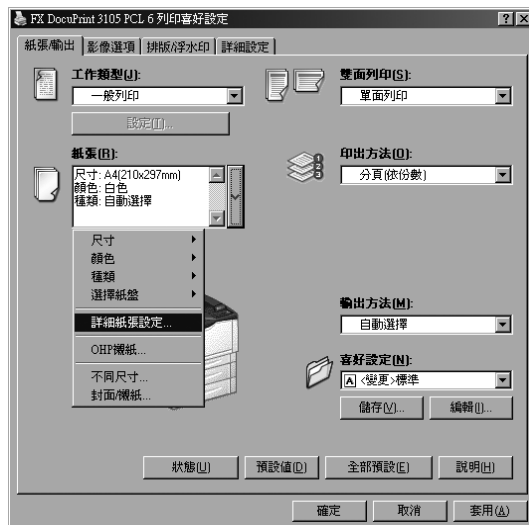 FX DocuPrint 3105 PCL 6 列印喜好設定
紙張/輸出 影像選項 排版/浮水印 詳細設定
工作類型(J):
一般列印
設定(T)...
雙面列印(S):
單面列印
紙張(R):
尺寸: A4(210x297mm)
顏色: 白色
種類: 自動選擇
印出方法(O):
分頁(依份數)
尺寸
顏色
種類
選擇紙盤
詳細紙張設定...
OHP襯紙...
不同尺寸...
封面/襯紙...
輸出方法(M):
自動選擇
喜好設定(N):
A <變更>標準
儲存(V)... 編輯(I)...
狀態(U) 預設值(D) 全部預設(E) 說明(H)
確定 取消 套用(A)